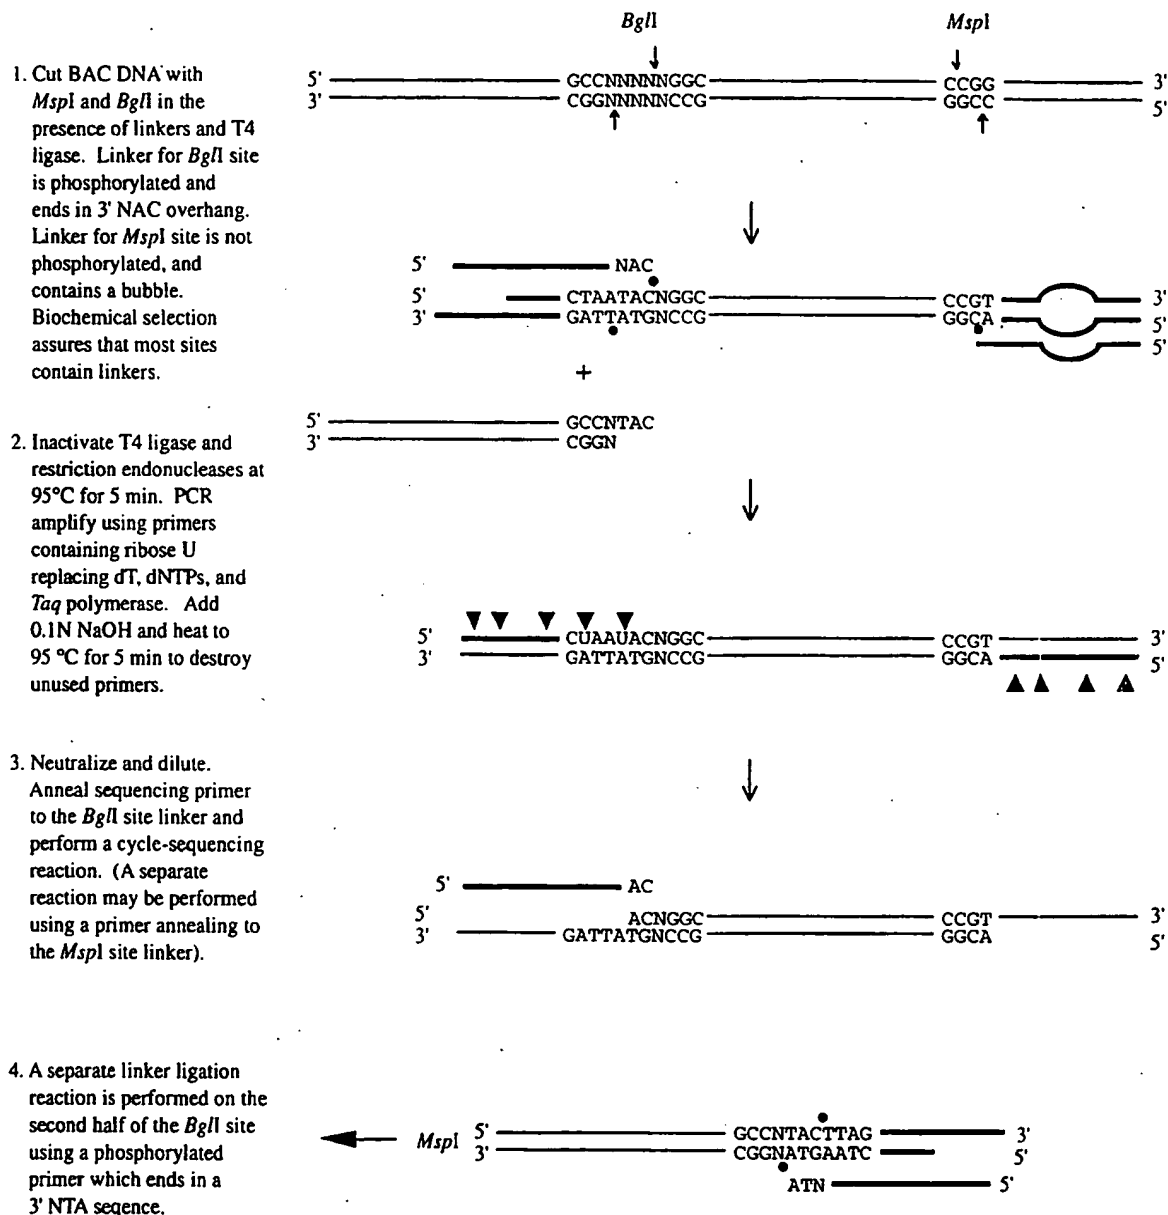 BglI
MspI
1. Cut BAC DNA with
MspI and BglI in the
presence of linkers and T4
ligase. Linker for BglI site
is phosphorylated and
ends in 3' NAC overhang.
Linker for MspI site is not
phosphorylated, and
contains a bubble.
Biochemical selection
assures that most sites
contain linkers.
5' GCCNNNNNGGC CCGG 3'
3' CGGNNNNNCCG GGCC 5'
5' NAC
5' CTAATACNGGC CCGT 3'
3' GATTATGNCCG GGCA 5'
5'
+
5' GCCNTAC
3' CGGN
2. Inactivate T4 ligase and
restriction endonucleases at
95°C for 5 min. PCR
amplify using primers
containing ribose U
replacing dT, dNTPs, and
Taq polymerase. Add
0.1N NaOH and heat to
95 °C for 5 min to destroy
unused primers.
5' CUAAUACNGGC CCGT 3'
3' GATTATGNCCG GGCA 5'
3. Neutralize and dilute.
Anneal sequencing primer
to the BglI site linker and
perform a cycle-sequencing
reaction. (A separate
reaction may be performed
using a primer annealing to
the MspI site linker).
5' AC
5' ACNGGC CCGT 3'
3' GATTATGNCCG GGCA 5'
4. A separate linker ligation
reaction is performed on the
second half of the BglI site
using a phosphorylated
primer which ends in a
3' NTA seqence.
MspI 5' GCCNTACTTAG 3'
3' CGGNATGAATC 5'
ATN 5'